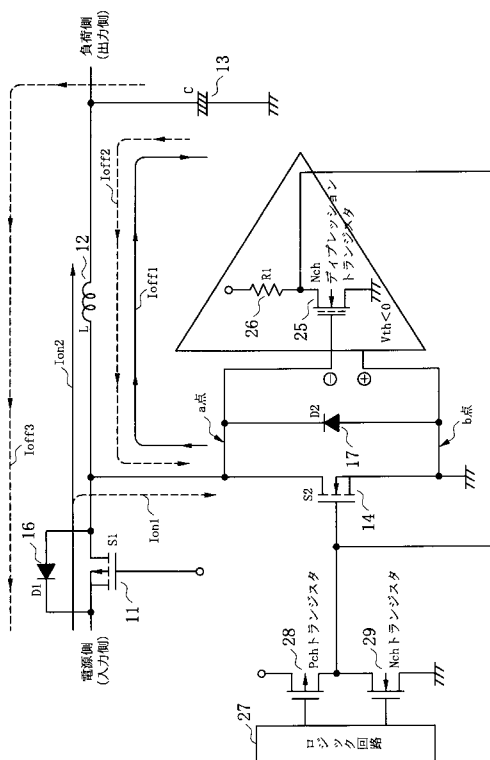 Ioff3
電源側
(入力側)
D1
16
S1
11
Ion2
Ion1
L
12
負荷側
(出力側)
C
13
Ioff2
Ioff1
a点
R1
26
25
Nch
ディプレッション
トランジスタ
Vth<0
⊖
⊕
D2
17
b点
S2
14
28
Pchトランジスタ
29
Nchトランジスタ
27
ロジック回路